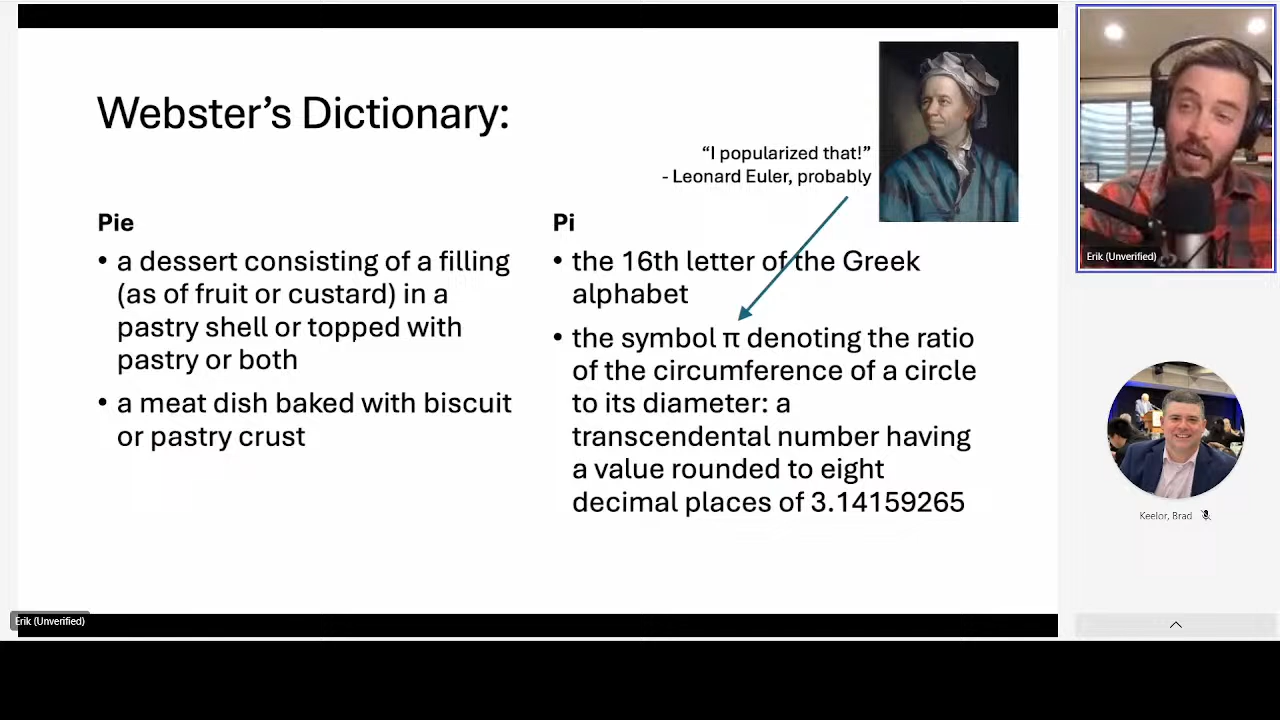 Webster's Dictionary:
“I popularized that!”
- Leonard Euler, probably
Pie
• a dessert consisting of a filling
(as of fruit or custard) in a
pastry shell or topped with
pastry or both
• a meat dish baked with biscuit
or pastry crust
Pi
• the 16th letter of the Greek
alphabet
• the symbol π denoting the ratio
of the circumference of a circle
to its diameter: a
transcendental number having
a value rounded to eight
decimal places of 3.14159265
Erik (Unverified)
Keelor, Brad
Erik (Unverified)